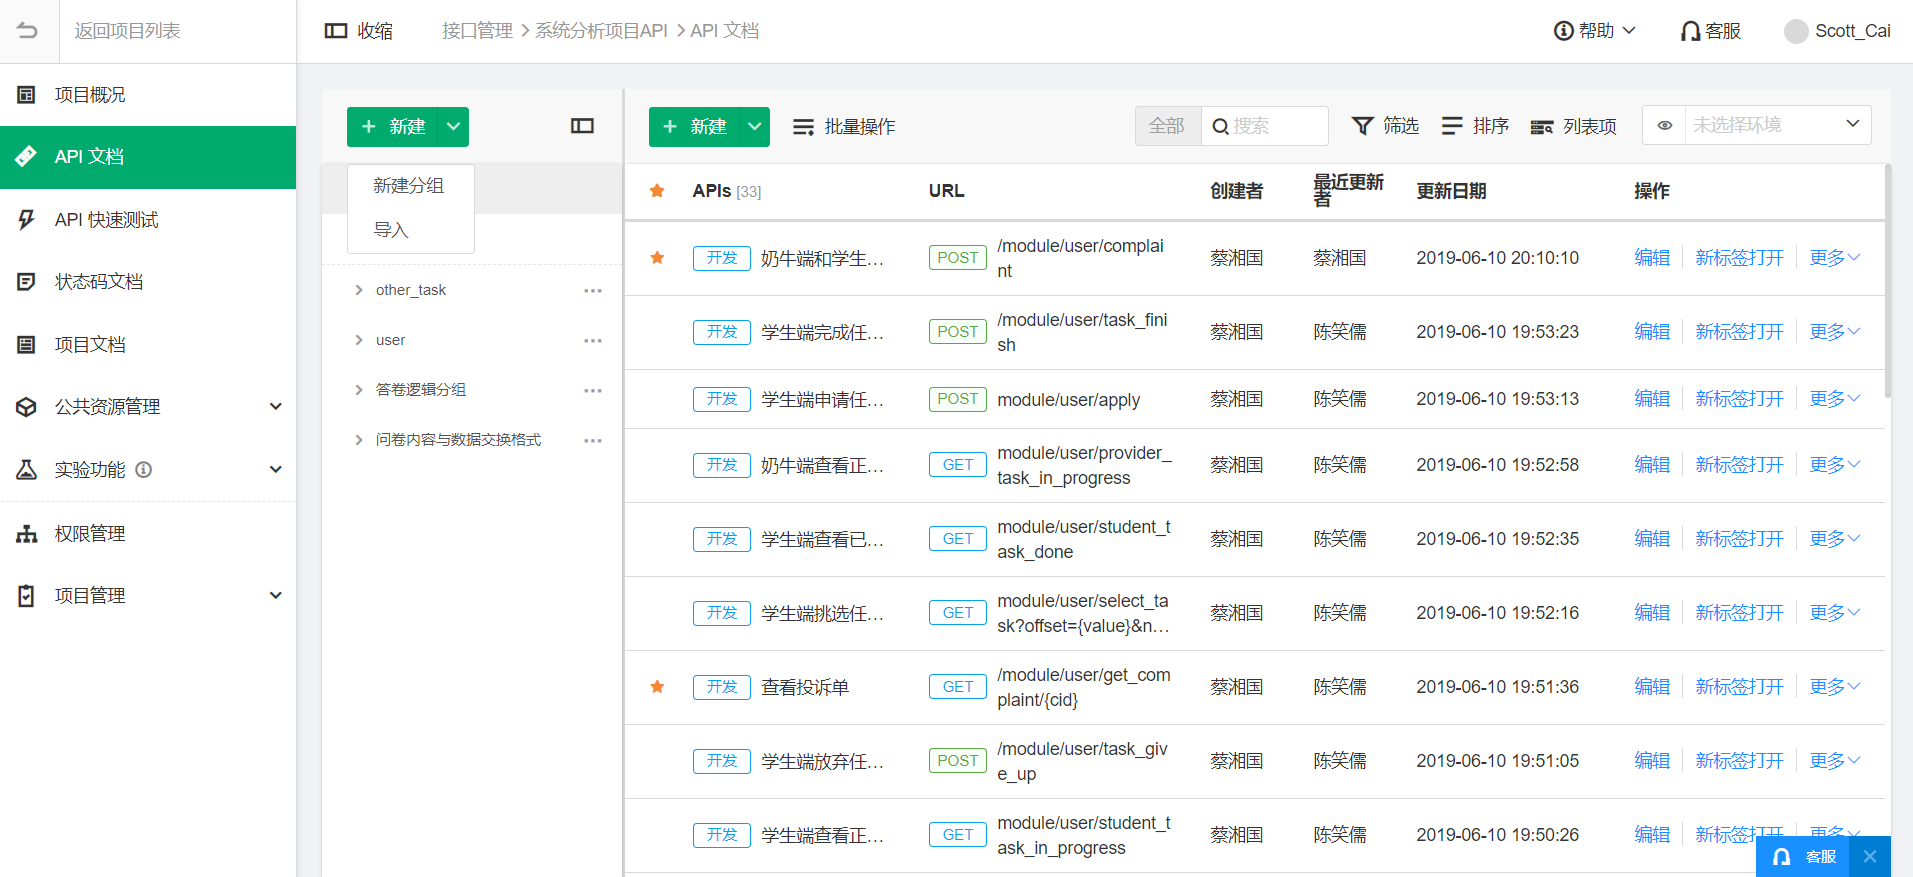 返回项目列表
收缩
接口管理 > 系统分析项目API > API 文档
帮助
客服
Scott_Cai
项目概况
API 文档
API 快速测试
状态码文档
项目文档
公共资源管理
实验功能
权限管理
项目管理
+ 新建
新建分组
导入
other_task
user
答卷逻辑分组
问卷内容与数据交换格式
+ 新建
批量操作
全部
搜索
筛选
排序
列表项
未选择环境
APIs [33] URL 创建者 最近更新者 更新日期 操作
开发 奶牛端和学生... POST /module/user/complai
nt 蔡湘国 蔡湘国 2019-06-10 20:10:10 编辑 新标签打开 更多
开发 学生端完成任... POST /module/user/task_fini
sh 蔡湘国 陈笑儒 2019-06-10 19:53:23 编辑 新标签打开 更多
开发 学生端申请任... POST module/user/apply 蔡湘国 陈笑儒 2019-06-10 19:53:13 编辑 新标签打开 更多
开发 奶牛端查看正... GET module/user/provider_
task_in_progress 蔡湘国 陈笑儒 2019-06-10 19:52:58 编辑 新标签打开 更多
开发 学生端查看已... GET module/user/student_t
ask_done 蔡湘国 陈笑儒 2019-06-10 19:52:35 编辑 新标签打开 更多
开发 学生端挑选任... GET module/user/select_ta
sk?offset={value}&n... 蔡湘国 陈笑儒 2019-06-10 19:52:16 编辑 新标签打开 更多
开发 查看投诉单 GET /module/user/get_com
plaint/{cid} 蔡湘国 陈笑儒 2019-06-10 19:51:36 编辑 新标签打开 更多
开发 学生端放弃任... POST /module/user/task_giv
e_up 蔡湘国 陈笑儒 2019-06-10 19:51:05 编辑 新标签打开 更多
开发 学生端查看正... GET module/user/student_t
ask_in_progress 蔡湘国 陈笑儒 2019-06-10 19:50:26 编辑 新标签打开 更多
客服